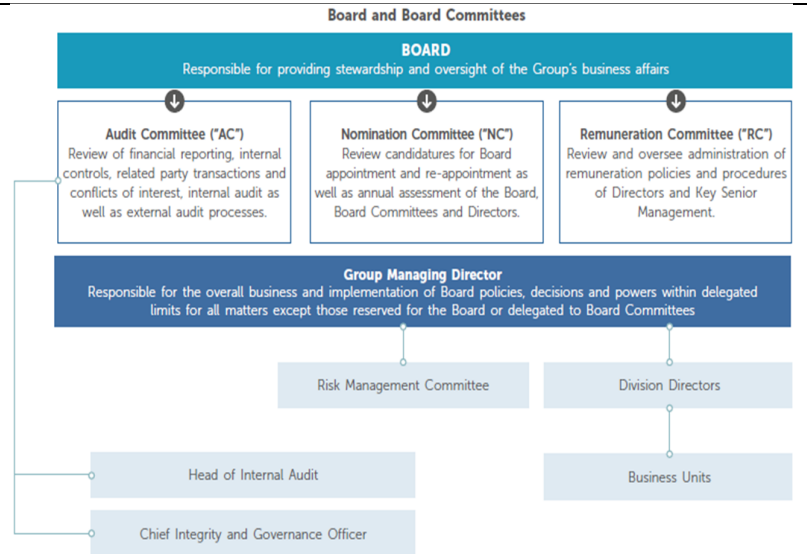 Board and Board Committees
BOARD
Responsible for providing stewardship and oversight of the Group's business affairs
Audit Committee ("AC")
Review of financial reporting, internal
controls, related party transactions and
conflicts of interest, internal audit as
well as external audit processes.
Nomination Committee ("NC")
Review candidatures for Board
appointment and re-appointment as
well as annual assessment of the Board,
Board Committees and Directors.
Remuneration Committee ("RC")
Review and oversee administration of
remuneration policies and procedures
of Directors and Key Senior
Management.
Group Managing Director
Responsible for the overall business and implementation of Board policies, decisions and powers within delegated
limits for all matters except those reserved for the Board or delegated to Board Committees
Risk Management Committee
Division Directors
Head of Internal Audit
Business Units
Chief Integrity and Governance Officer